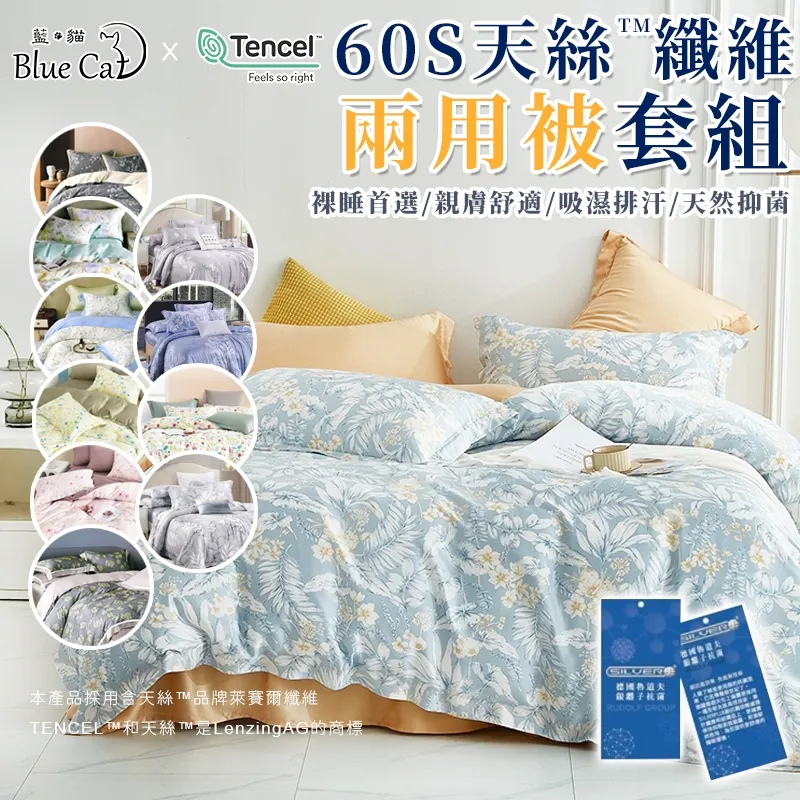 藍貓
Blue Cat
x
Tencel™
Feels so right
60S天絲™纖維
兩用被套組
裸睡首選/親膚舒適/吸濕排汗/天然抑菌
本產品採用含天絲™品牌萊賽爾纖維
TENCEL™和天絲™是LenzingAG的商標
SILVER
德國魯道夫
銀離子抗菌
RUDOLF GROUP
SILVER